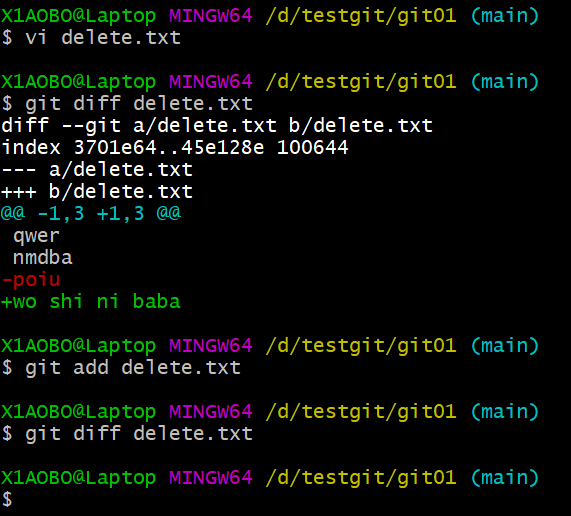 X1AOBO@Laptop MINGW64 /d/testgit/git01 (main)
$ vi delete.txt
X1AOBO@Laptop MINGW64 /d/testgit/git01 (main)
$ git diff delete.txt
diff --git a/delete.txt b/delete.txt
index 3701e64..45e128e 100644
--- a/delete.txt
+++ b/delete.txt
@@ -1,3 +1,3 @@
 qwer
 nmdba
-poiu
+wo shi ni baba
X1AOBO@Laptop MINGW64 /d/testgit/git01 (main)
$ git add delete.txt
X1AOBO@Laptop MINGW64 /d/testgit/git01 (main)
$ git diff delete.txt
X1AOBO@Laptop MINGW64 /d/testgit/git01 (main)
$